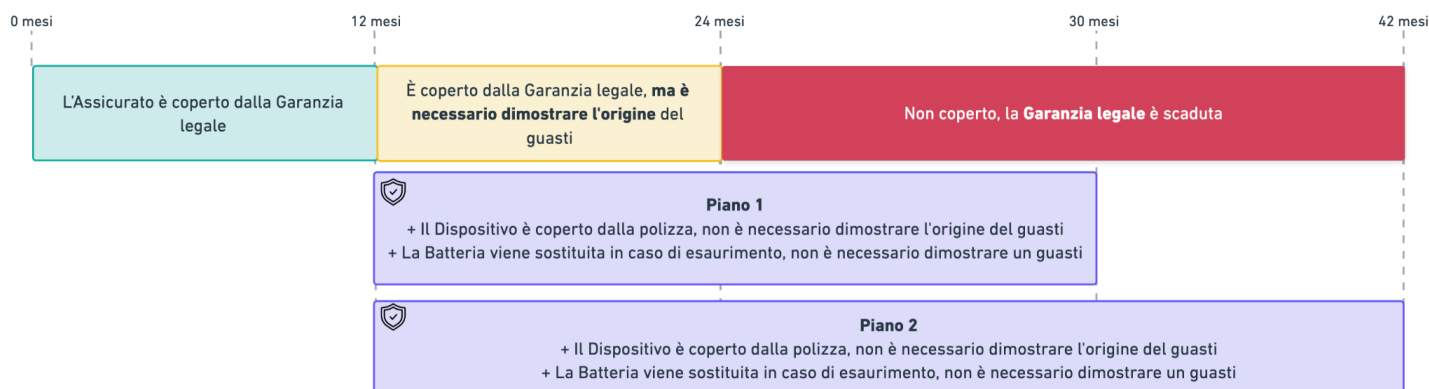 0 mesi
12 mesi
24 mesi
30 mesi
42 mesi
L'Assicurato è coperto dalla Garanzia
legale
È coperto dalla Garanzia legale, ma è
necessario dimostrare l'origine del
guasti
Non coperto, la Garanzia legale è scaduta
Piano 1
+ Il Dispositivo è coperto dalla polizza, non è necessario dimostrare l'origine del guasti
+ La Batteria viene sostituita in caso di esaurimento, non è necessario dimostrare un guasti
Piano 2
+ Il Dispositivo è coperto dalla polizza, non è necessario dimostrare l'origine del guasti
+ La Batteria viene sostituita in caso di esaurimento, non è necessario dimostrare un guasti